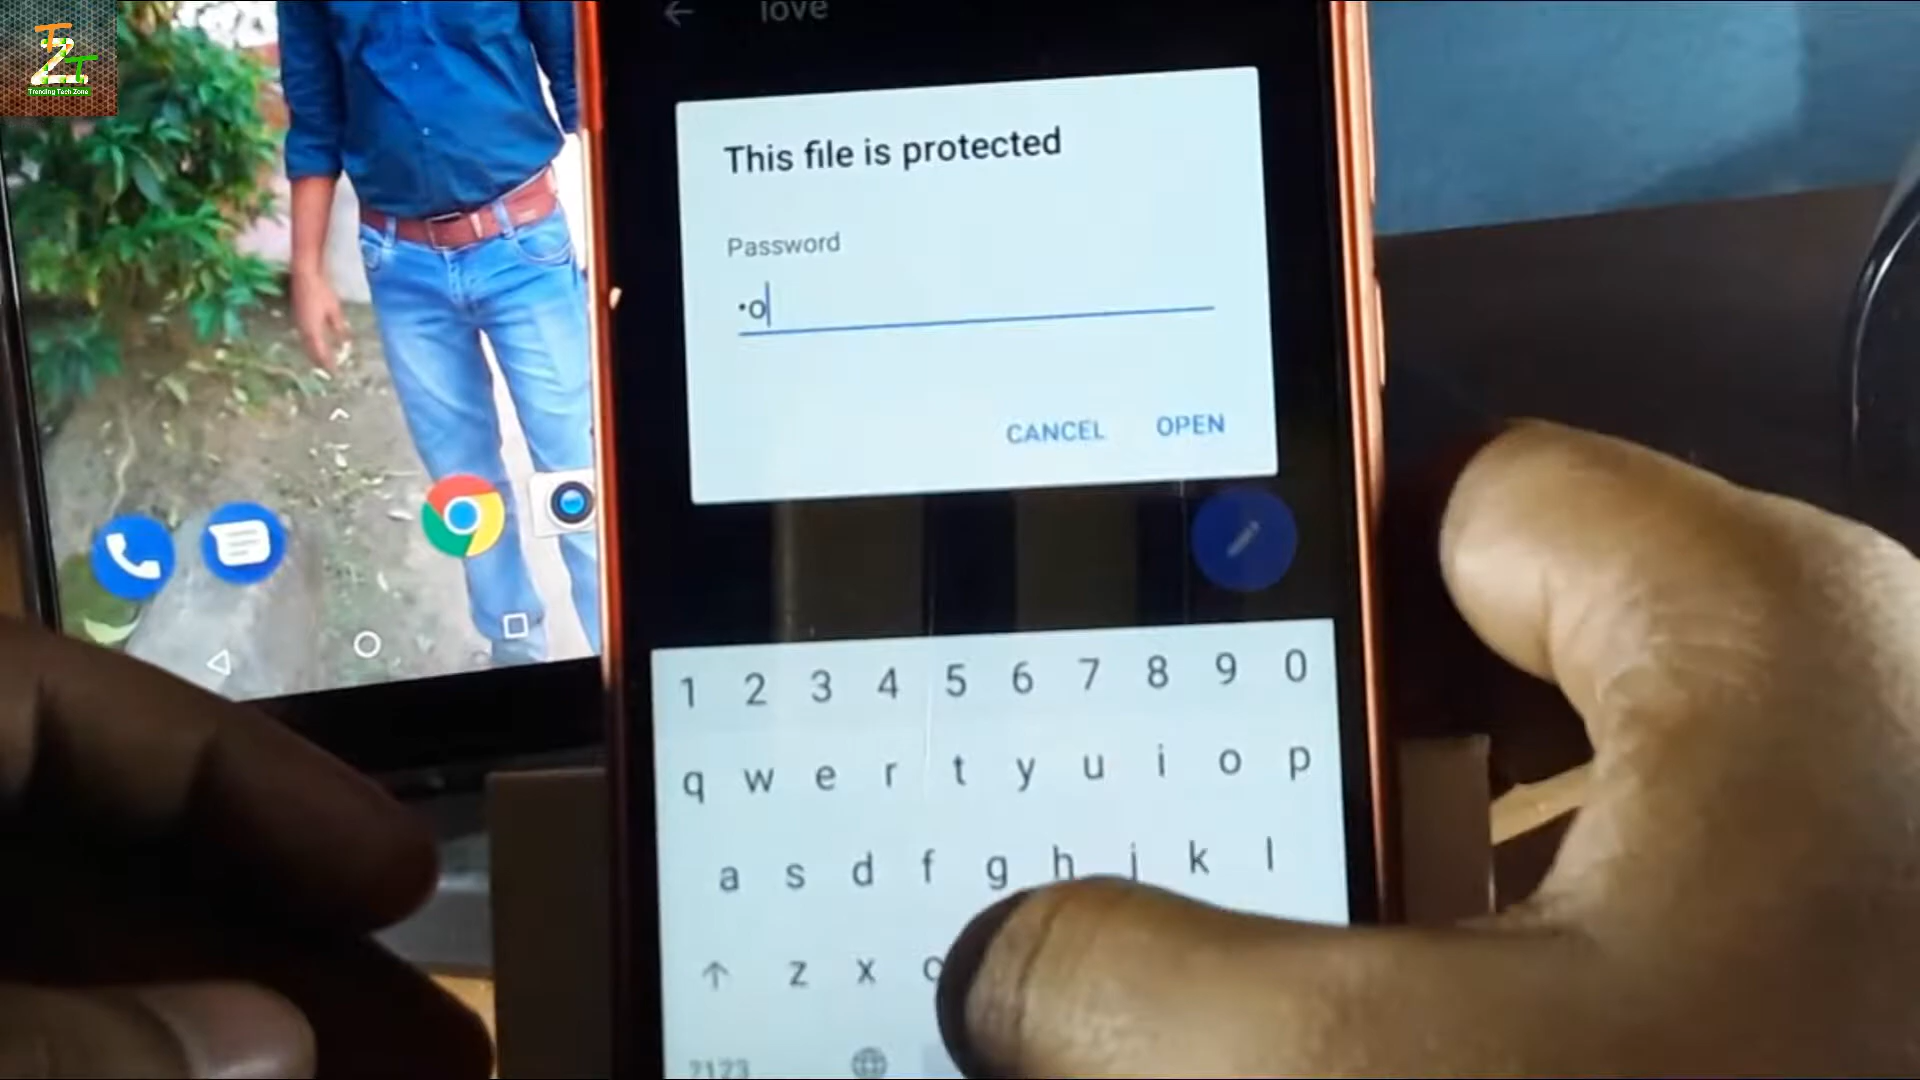 TZT
Trending Tech Zone
love
This file is protected
Password
•o
CANCEL OPEN
1 2 3 4 5 6 7 8 9 0
q w e r t y u i o p
a s d f g h j k l
z x c
?123